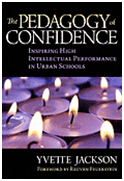 The PEDAGOGY of
CONFIDENCE
INSPIRING HIGH
INTELLECTUAL PERFORMANCE
IN URBAN SCHOOLS
YVETTE JACKSON
FOREWORD BY REUVEN FEUERSTEIN